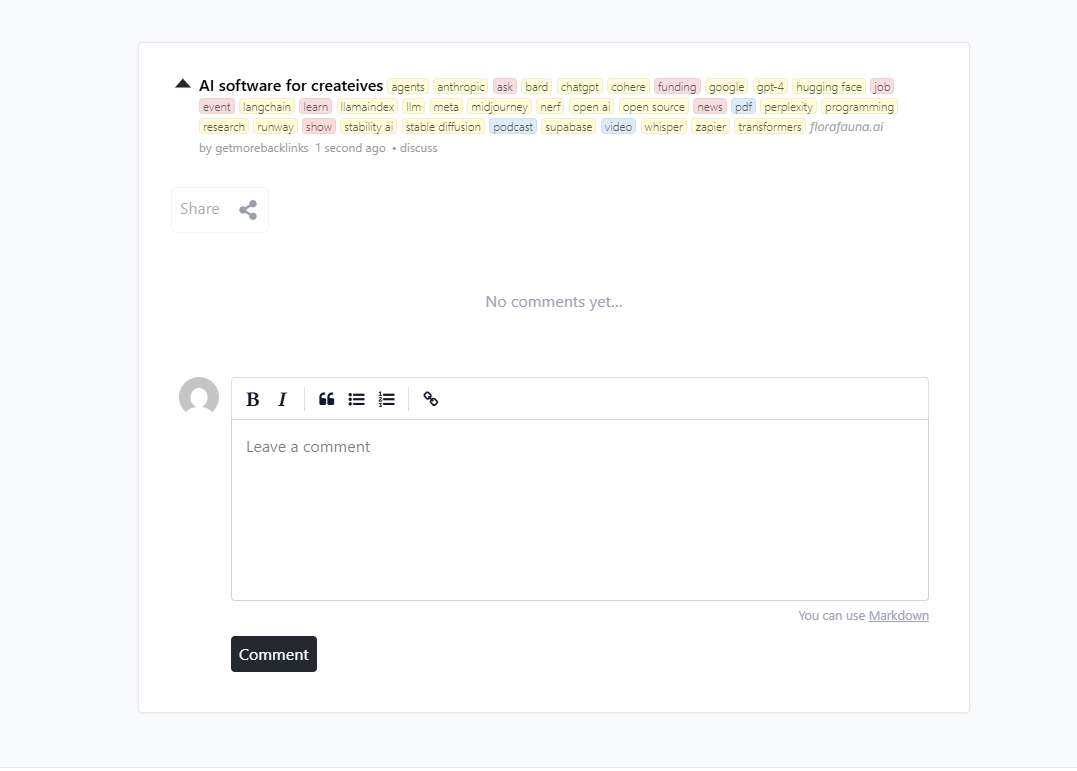 AI software for createives agents anthropic ask bard chatgpt cohere funding google gpt-4 hugging face job
event langchain learn llamaindex llm meta midjourney nerf open ai open source news pdf perplexity programming
research runway show stability ai stable diffusion podcast supabase video whisper zapier transformers florafauna.ai
by getmorebacklinks 1 second ago • discuss
Share
No comments yet...
B I
Leave a comment
You can use Markdown
Comment